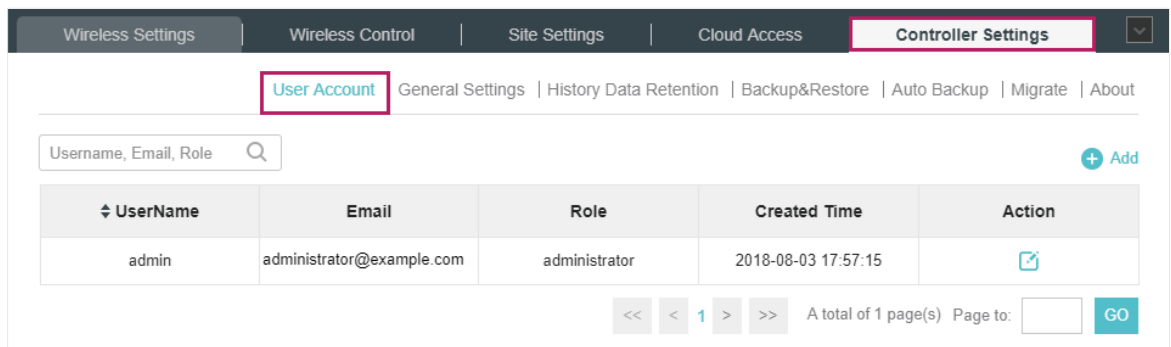 Wireless Settings | Wireless Control | Site Settings | Cloud Access Controller Settings
User Account General Settings | History Data Retention | Backup&Restore | Auto Backup | Migrate | About
Username, Email, Role + Add
UserName Email Role Created Time Action
admin administrator@example.com administrator 2018-08-03 17:57:15
<< < 1 > >> A total of 1 page(s) Page to: GO